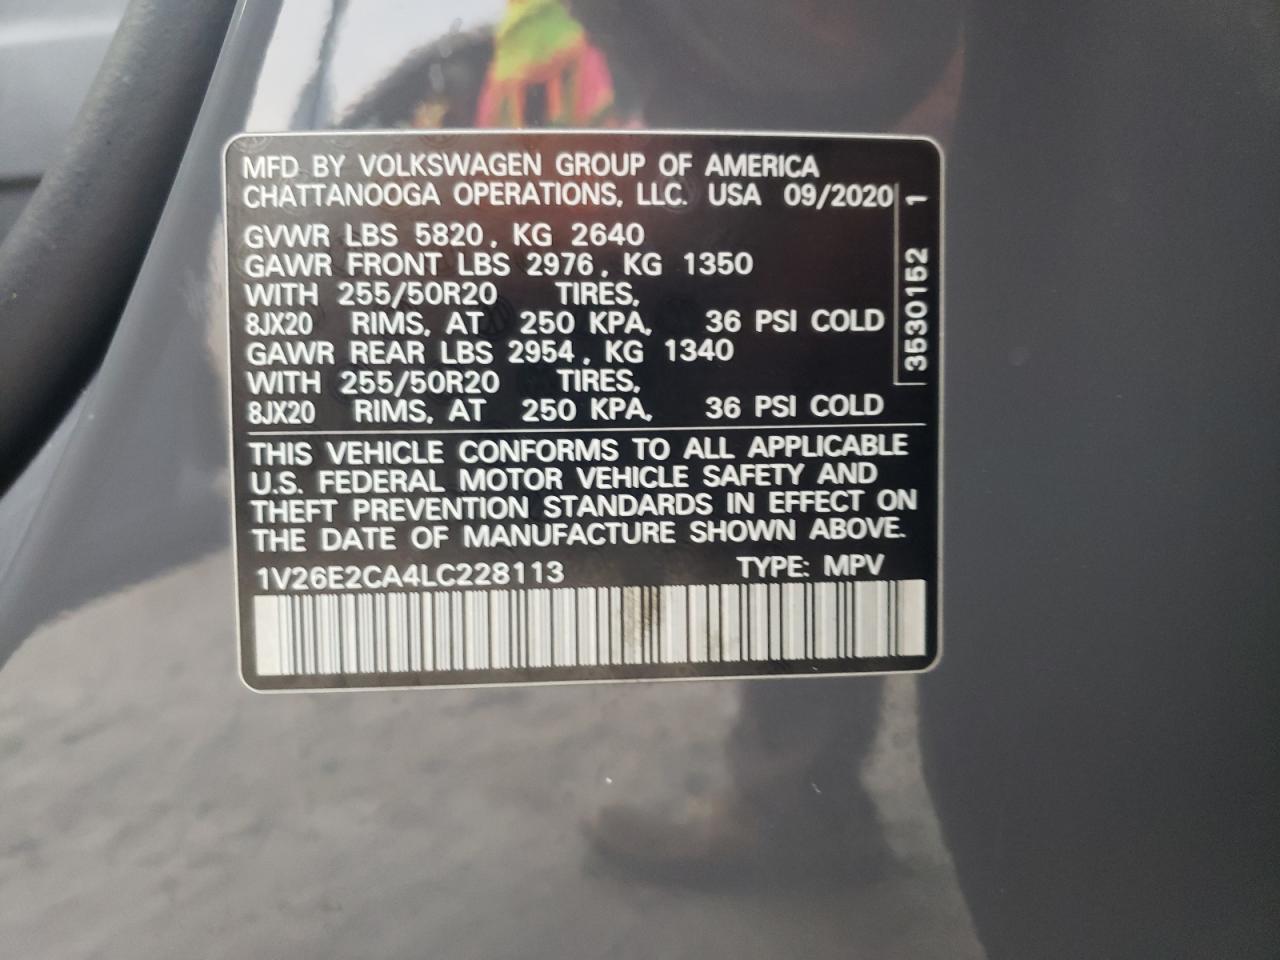 MFD BY VOLKSWAGEN GROUP OF AMERICA
CHATTANOOGA OPERATIONS, LLC. USA 09/2020
GVWR LBS 5820, KG 2640
GAWR FRONT LBS 2976, KG 1350
WITH 255/50R20 TIRES,
8JX20 RIMS, AT 250 KPA, 36 PSI COLD
GAWR REAR LBS 2954, KG 1340
WITH 255/50R20 TIRES,
8JX20 RIMS, AT 250 KPA, 36 PSI COLD
3530152 1
THIS VEHICLE CONFORMS TO ALL APPLICABLE
U.S. FEDERAL MOTOR VEHICLE SAFETY AND
THEFT PREVENTION STANDARDS IN EFFECT ON
THE DATE OF MANUFACTURE SHOWN ABOVE.
1V26E2CA4LC228113 TYPE: MPV